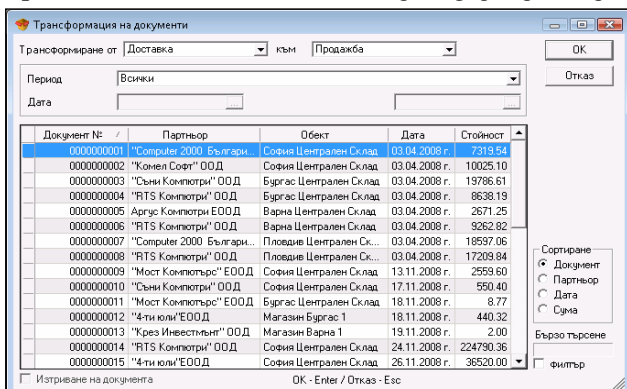 Трансформация на документи
Трансформиране от Доставка към Продажба OK
Период Всички Отказ
Дата ... ...
Документ № / Партньор Обект Дата Стойност
0000000001 "Computer 2000 Българи... София Централен Склад 03.04.2008 г. 7319.54
0000000002 "Комел Софт" ООД София Централен Склад 03.04.2008 г. 10025.10
0000000003 "Съни Компютри" ООД Бургас Централен Склад 03.04.2008 г. 19786.61
0000000004 "RTS Компютри" ООД Бургас Централен Склад 03.04.2008 г. 8638.19
0000000005 Аргус Компютри ЕООД Варна Централен Склад 03.04.2008 г. 2671.25
0000000006 "RTS Компютри" ООД Варна Централен Склад 03.04.2008 г. 9262.82
0000000007 "Computer 2000 Българи... Пловдив Централен Ск... 03.04.2008 г. 18597.06
0000000008 "RTS Компютри" ООД Пловдив Централен Ск... 03.04.2008 г. 17209.84
0000000009 "Мост Компютърс" ЕООД София Централен Склад 13.11.2008 г. 2559.60
0000000010 "Съни Компютри" ООД София Централен Склад 17.11.2008 г. 550.40
0000000011 "Мост Компютърс" ЕООД Бургас Централен Склад 18.11.2008 г. 8.77
0000000012 "4-ти юли"ЕООД Магазин Бургас 1 18.11.2008 г. 440.32
0000000013 "Крез Инвестмънт" ООД Магазин Варна 1 19.11.2008 г. 2.00
0000000014 "RTS Компютри" ООД София Централен Склад 24.11.2008 г. 224790.36
0000000015 "4-ти юли"ЕООД София Централен Склад 26.11.2008 г. 36520.00
Сортиране
Документ
Партньор
Дата
Сума
Бързо търсене
филтър
Изтриване на документа OK - Enter / Отказ - Esc